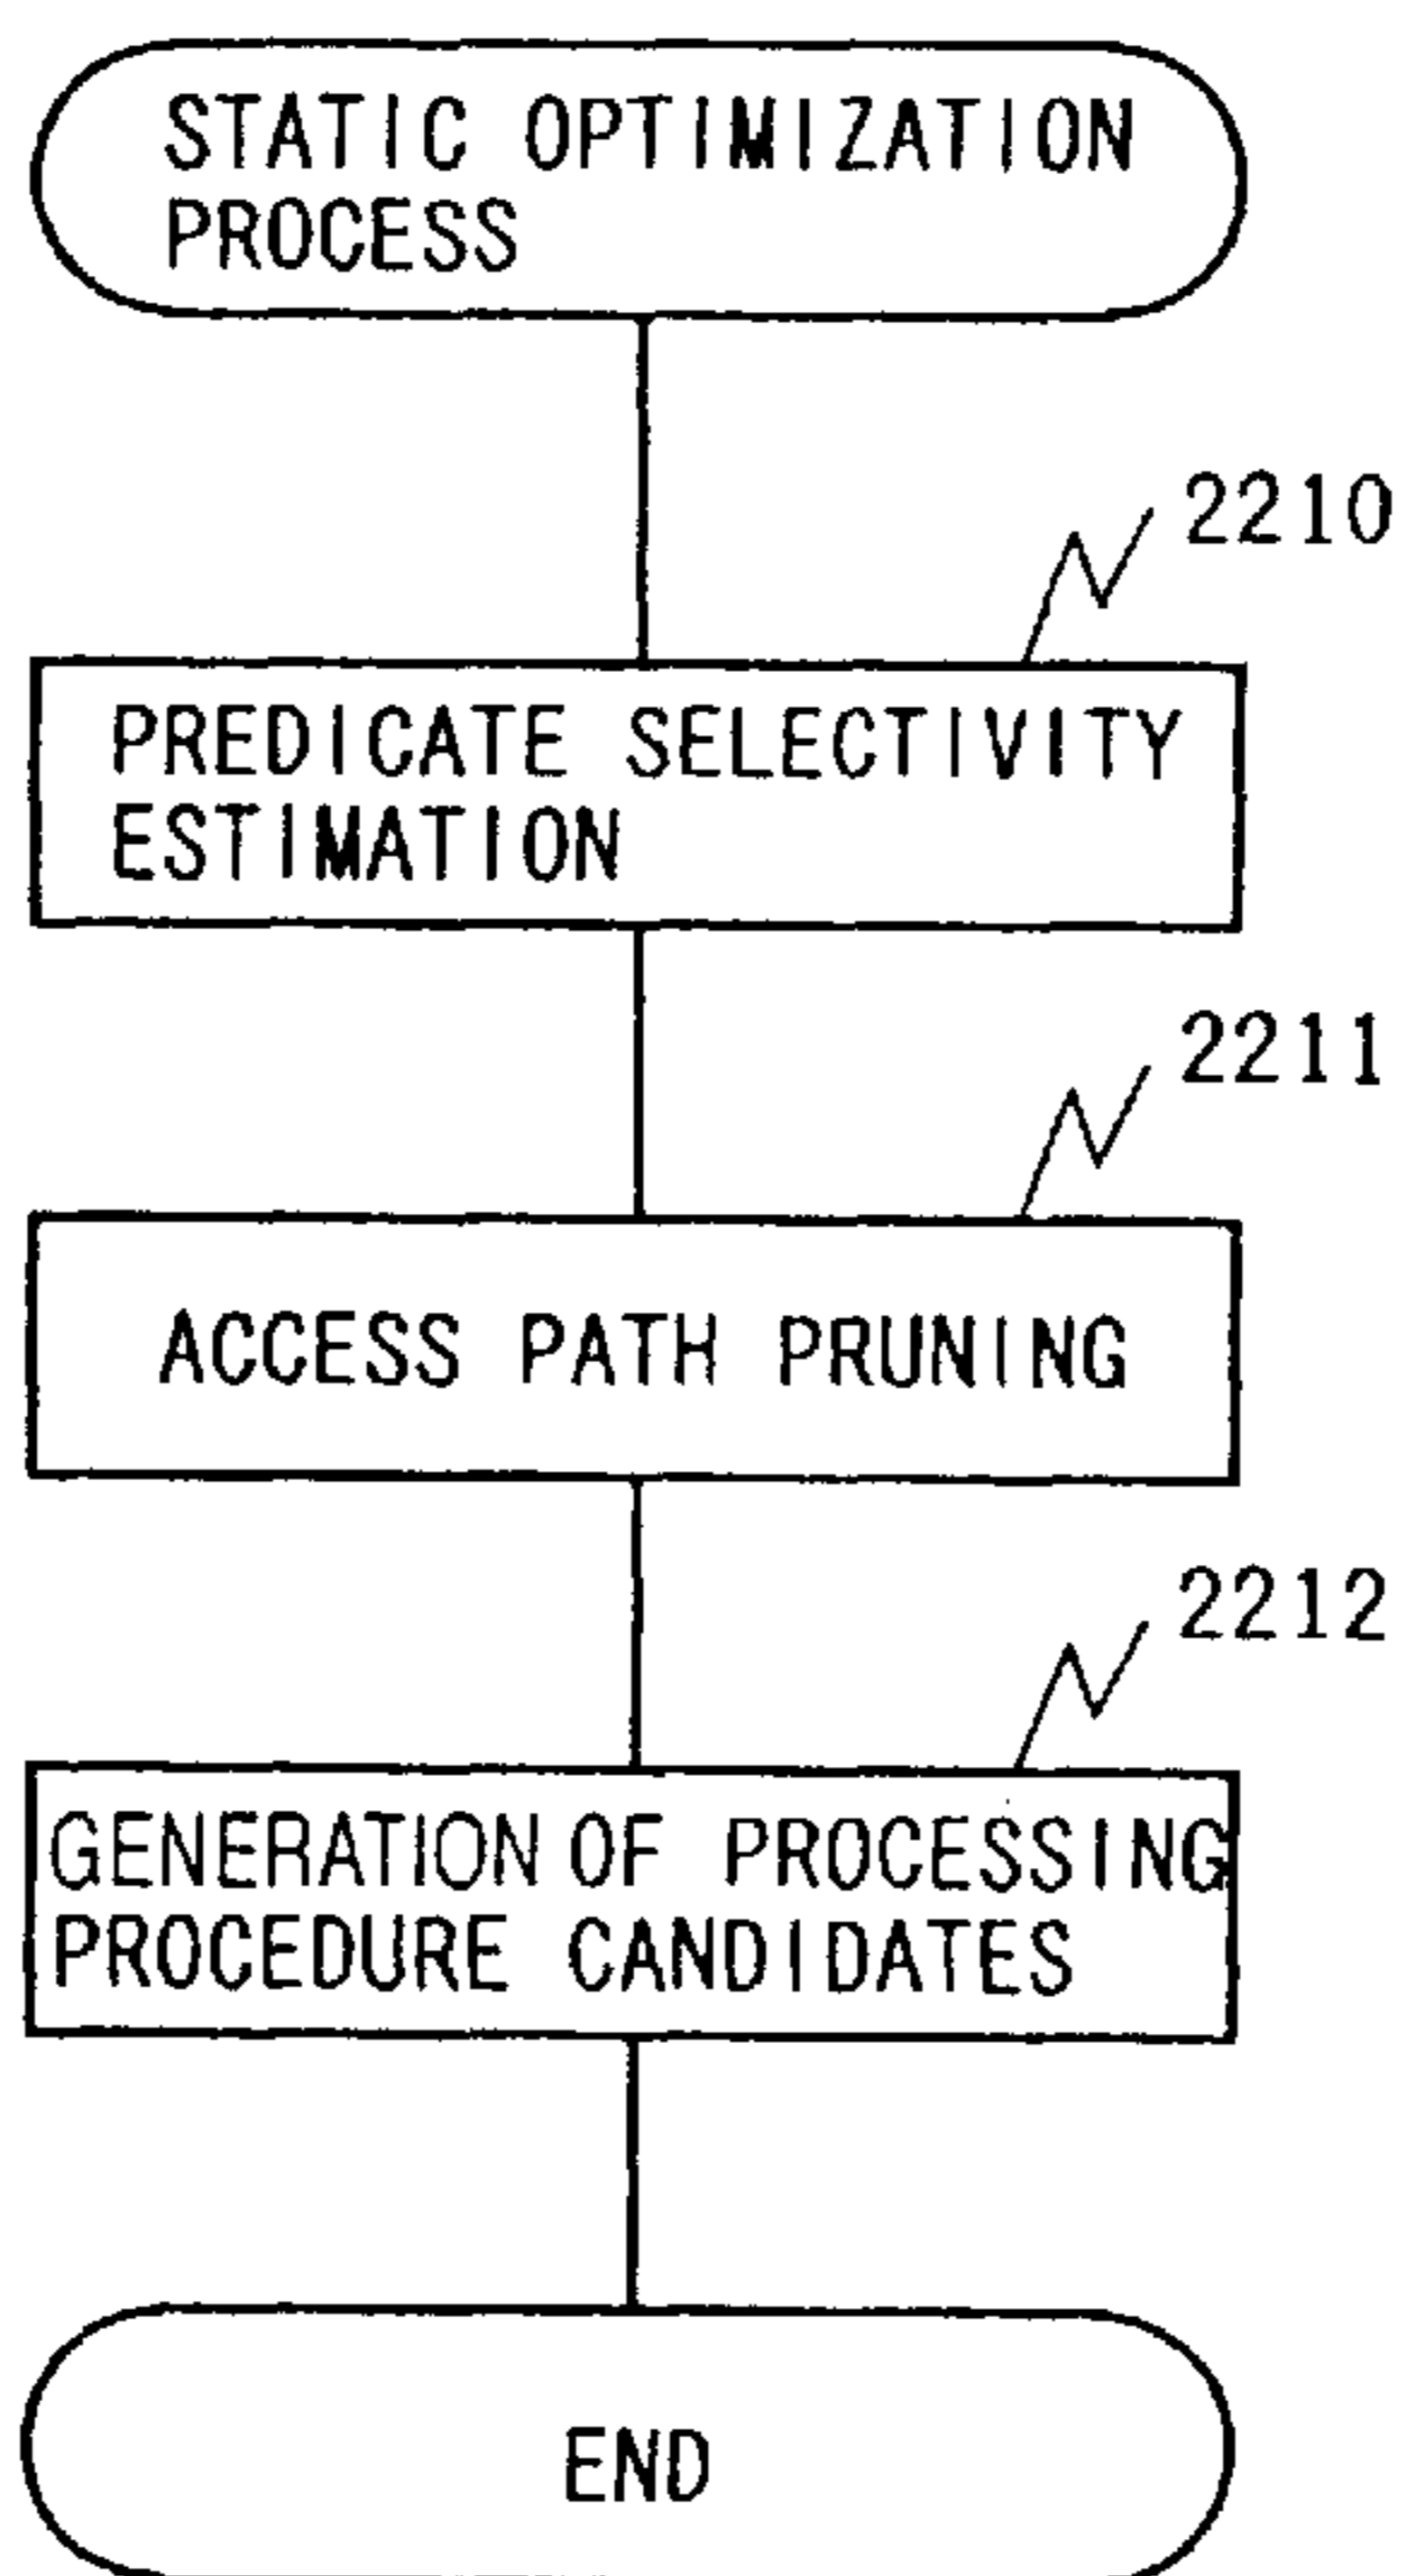 STATIC OPTIMIZATION
PROCESS
2210
PREDICATE SELECTIVITY
ESTIMATION
2211
ACCESS PATH PRUNING
2212
GENERATION OF PROCESSING
PROCEDURE CANDIDATES
END